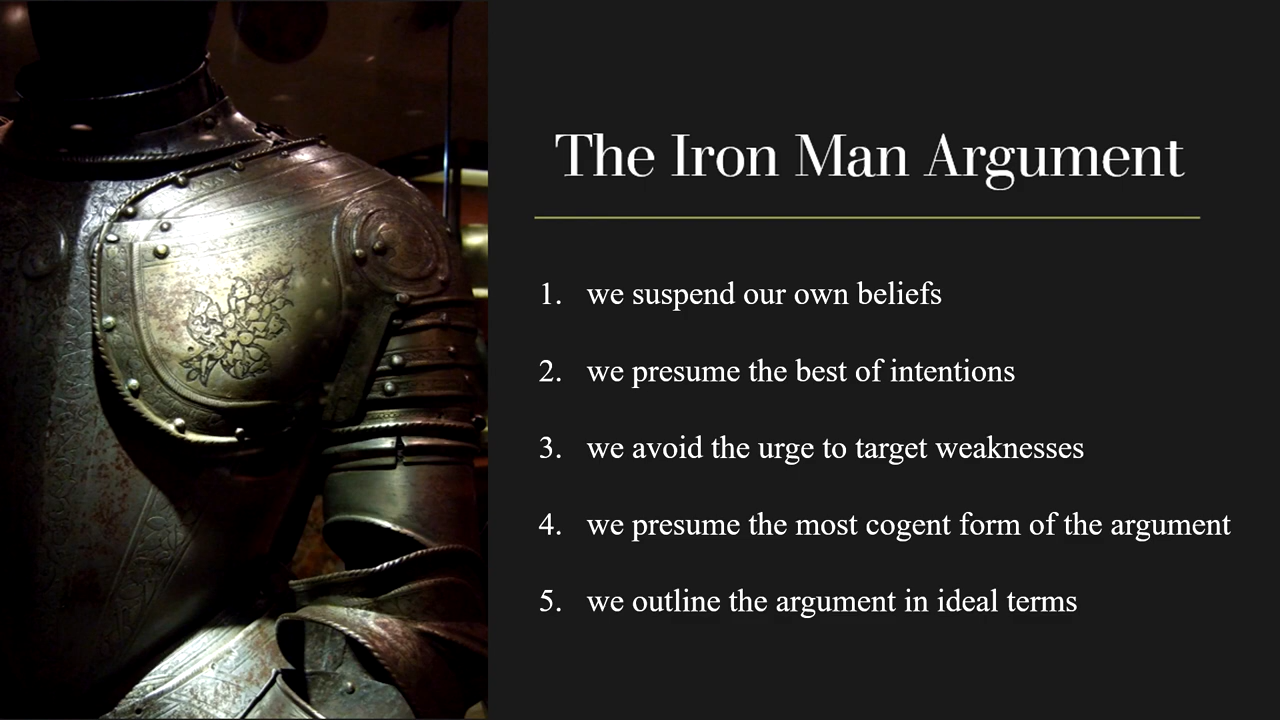 The Iron Man Argument
1. we suspend our own beliefs
2. we presume the best of intentions
3. we avoid the urge to target weaknesses
4. we presume the most cogent form of the argument
5. we outline the argument in ideal terms